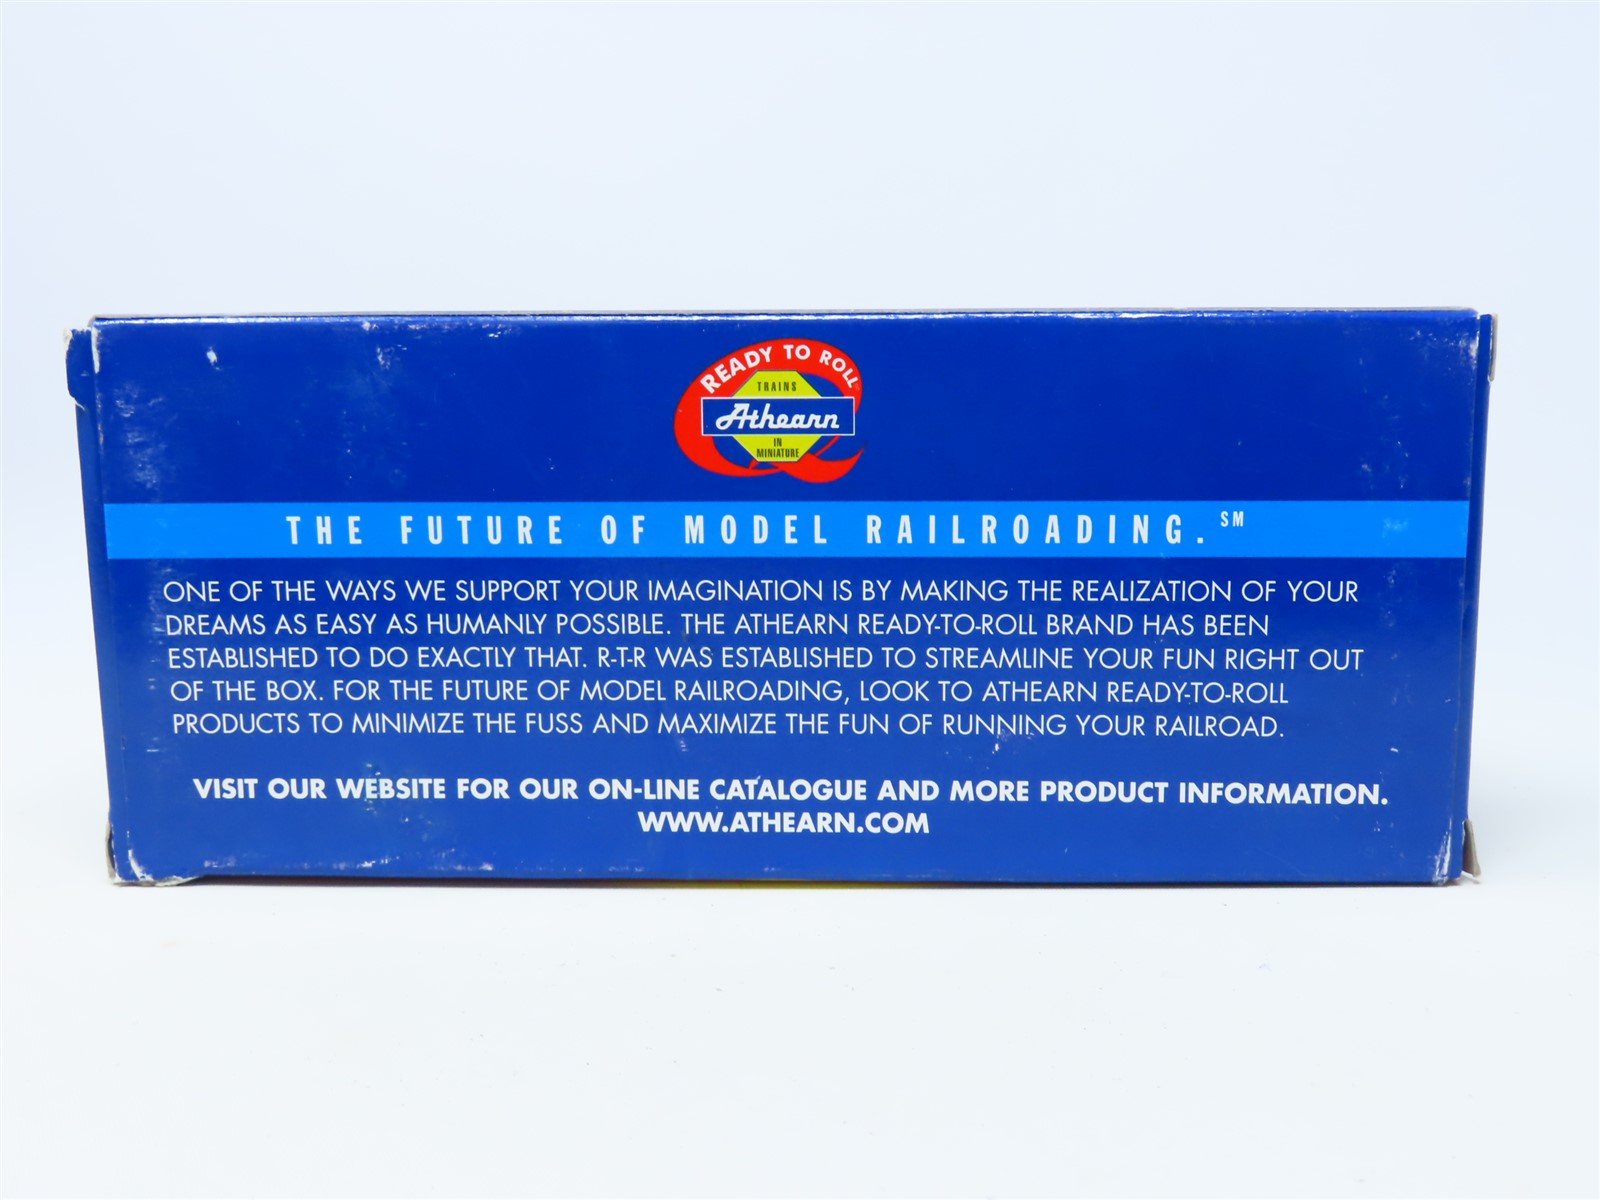 READY TO ROLL
TRAINS
Athearn
IN
MINIATURE
THE FUTURE OF MODEL RAILROADING.SM
ONE OF THE WAYS WE SUPPORT YOUR IMAGINATION IS BY MAKING THE REALIZATION OF YOUR
DREAMS AS EASY AS HUMANLY POSSIBLE. THE ATHEARN READY-TO-ROLL BRAND HAS BEEN
ESTABLISHED TO DO EXACTLY THAT. R-T-R WAS ESTABLISHED TO STREAMLINE YOUR FUN RIGHT OUT
OF THE BOX. FOR THE FUTURE OF MODEL RAILROADING, LOOK TO ATHEARN READY-TO-ROLL
PRODUCTS TO MINIMIZE THE FUSS AND MAXIMIZE THE FUN OF RUNNING YOUR RAILROAD.
VISIT OUR WEBSITE FOR OUR ON-LINE CATALOGUE AND MORE PRODUCT INFORMATION.
WWW.ATHEARN.COM